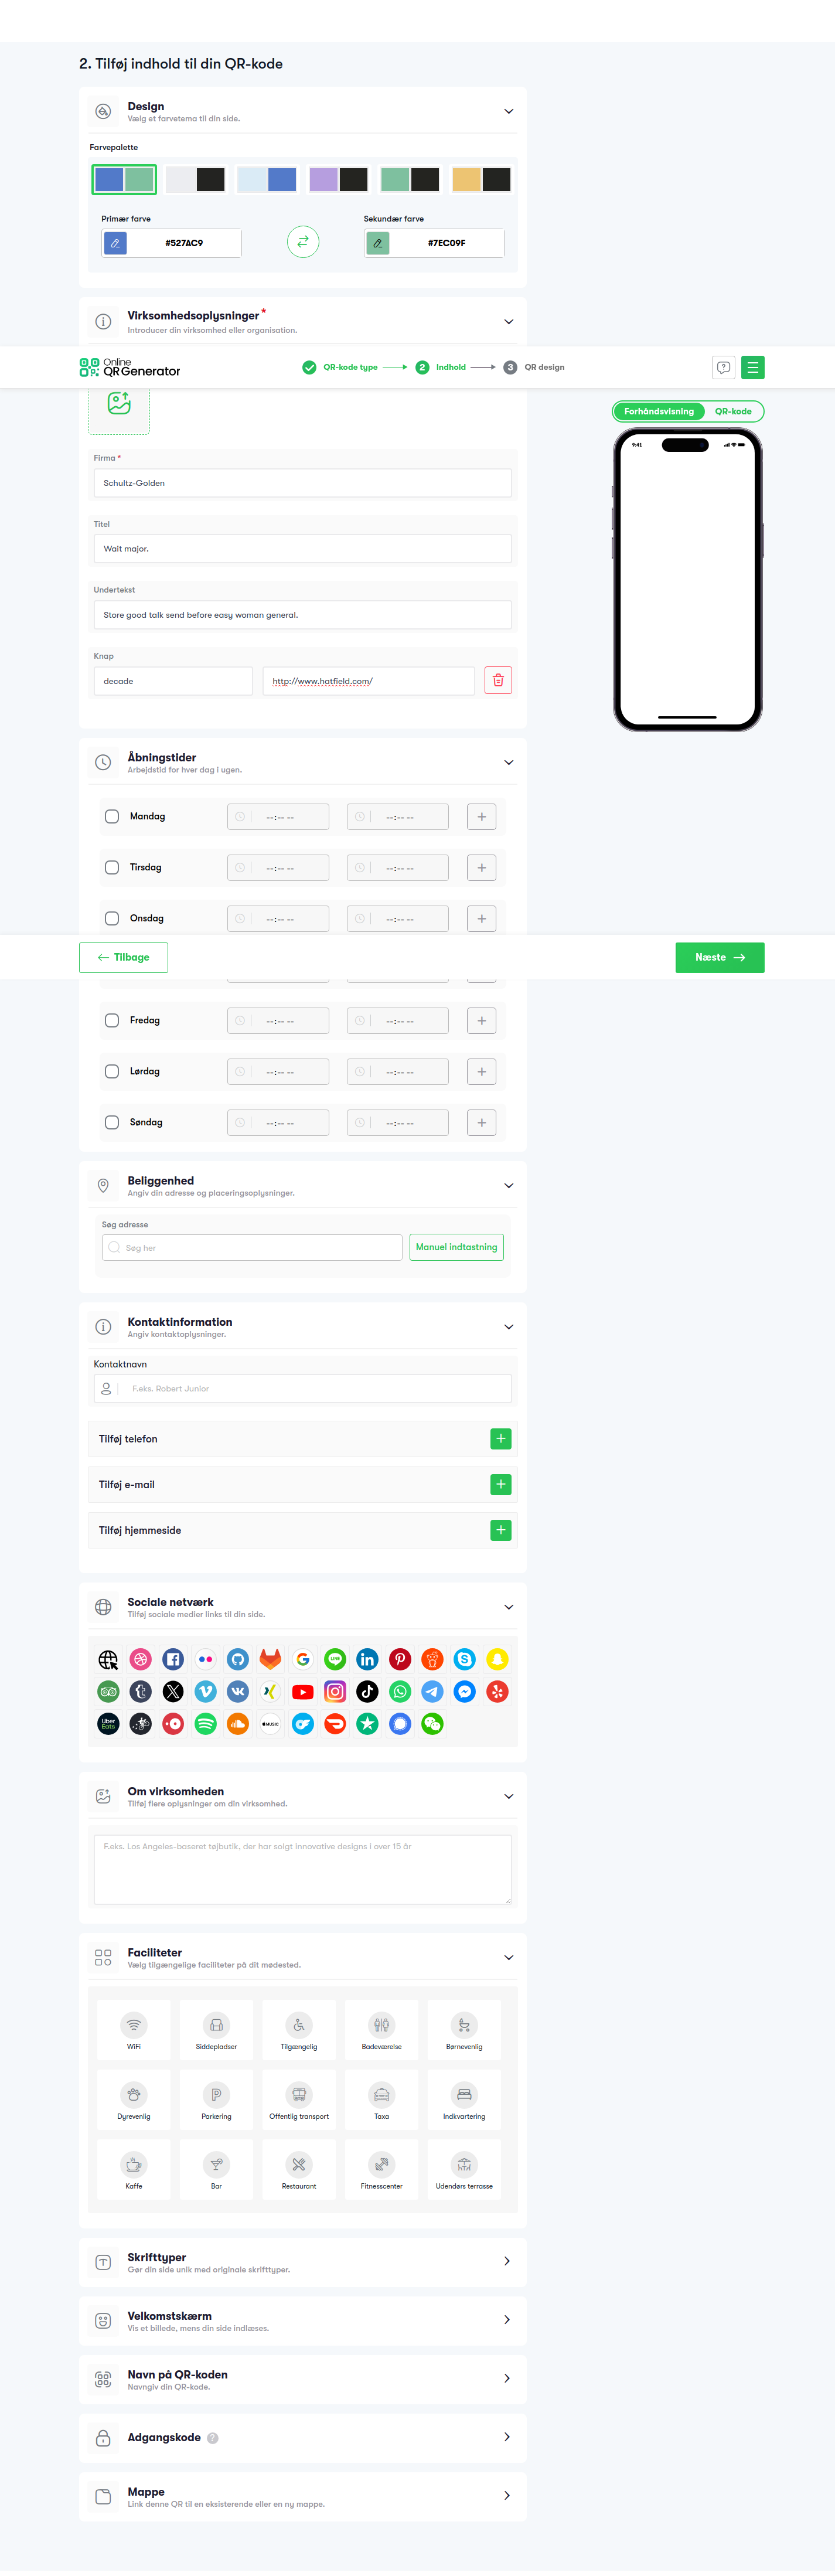 2. Tilføj indhold til din QR-kode
Design
Vælg et farvetema til din side.
Farvepalette
Primær farve
#527AC9
Sekundær farve
#7EC09F
Virksomhedsoplysninger *
Introducer din virksomhed eller organisation.
Online
QR Generator
QR-kode type
2 Indhold
3 QR design
Forhåndsvisning
QR-kode
9:41
Firma *
Schultz-Golden
Titel
Wait major.
Undertekst
Store good talk send before easy woman general.
Knap
decade
http://www.hatfield.com/
Åbningstider
Arbejdstid for hver dag i ugen.
Mandag --:-- -- --:-- --
Tirsdag --:-- -- --:-- --
Onsdag --:-- -- --:-- --
Tilbage
Næste
Fredag --:-- -- --:-- --
Lørdag --:-- -- --:-- --
Søndag --:-- -- --:-- --
Beliggenhed
Angiv din adresse og placeringsoplysninger.
Søg adresse
Søg her
Manuel indtastning
Kontaktinformation
Angiv kontaktoplysninger.
Kontaktnavn
F.eks. Robert Junior
Tilføj telefon
Tilføj e-mail
Tilføj hjemmeside
Sociale netværk
Tilføj sociale medier links til din side.
LINE
Uber Eats
MUSIC
Om virksomheden
Tilføj flere oplysninger om din virksomhed.
F.eks. Los Angeles-baseret tøjbutik, der har solgt innovative designs i over 15 år
Faciliteter
Vælg tilgængelige faciliteter på dit mødested.
WiFi
Siddepladser
Tilgængelig
Badeværelse
Børnevenlig
Dyrevenlig
Parkering
Offentlig transport
Taxa
Indkvartering
Kaffe
Bar
Restaurant
Fitnesscenter
Udendørs terrasse
Skrifttyper
Gør din side unik med originale skrifttyper.
Velkomstskærm
Vis et billede, mens din side indlæses.
Navn på QR-koden
Navngiv din QR-kode.
Adgangskode ?
Mappe
Link denne QR til en eksisterende eller en ny mappe.